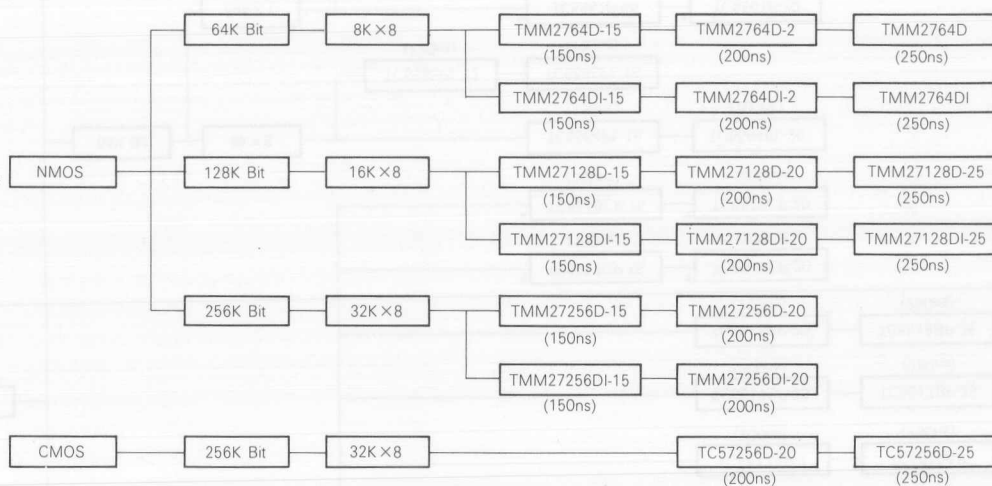 64K Bit 8K×8 TMM2764D-15 TMM2764D-2 TMM2764D
(150ns) (200ns) (250ns)
TMM2764DI-15 TMM2764DI-2 TMM2764DI
(150ns) (200ns) (250ns)
NMOS 128K Bit 16K×8 TMM27128D-15 TMM27128D-20 TMM27128D-25
(150ns) (200ns) (250ns)
TMM27128DI-15 TMM27128DI-20 TMM27128DI-25
(150ns) (200ns) (250ns)
256K Bit 32K×8 TMM27256D-15 TMM27256D-20
(150ns) (200ns)
TMM27256DI-15 TMM27256DI-20
(150ns) (200ns)
CMOS 256K Bit 32K×8 TC57256D-20 TC57256D-25
(200ns) (250ns)